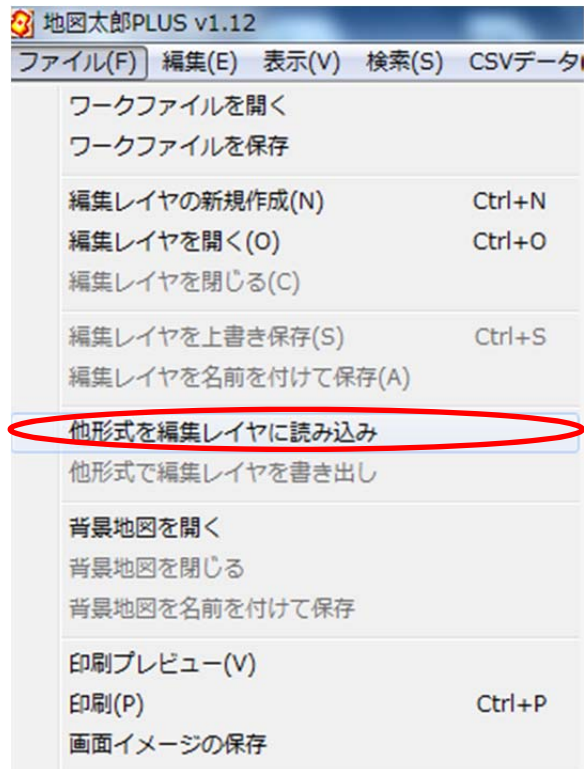 地図太郎PLUS v1.12
ファイル(F) 編集(E) 表示(V) 検索(S) CSVデータ
ワークファイルを開く
ワークファイルを保存
編集レイヤの新規作成(N) Ctrl+N
編集レイヤを開く(O) Ctrl+O
編集レイヤを閉じる(C)
編集レイヤを上書き保存(S) Ctrl+S
編集レイヤを名前を付けて保存(A)
他形式を編集レイヤに読み込み
他形式で編集レイヤを書き出し
背景地図を開く
背景地図を閉じる
背景地図を名前を付けて保存
印刷プレビュー(V)
印刷(P) Ctrl+P
画面イメージの保存